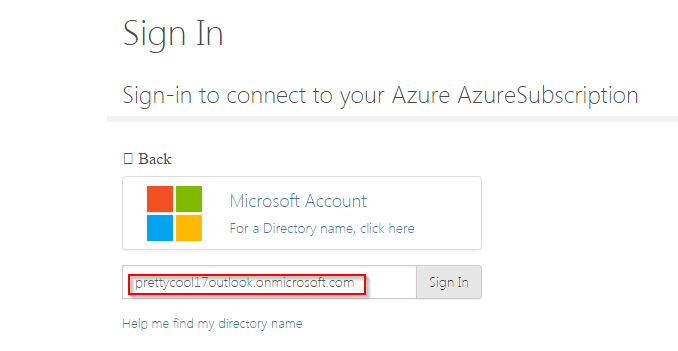 Sign In
Sign-in to connect to your Azure AzureSubscription
Back
Microsoft Account
For a Directory name, click here
prettycool17outlook.onmicrosoft.com Sign In
Help me find my directory name